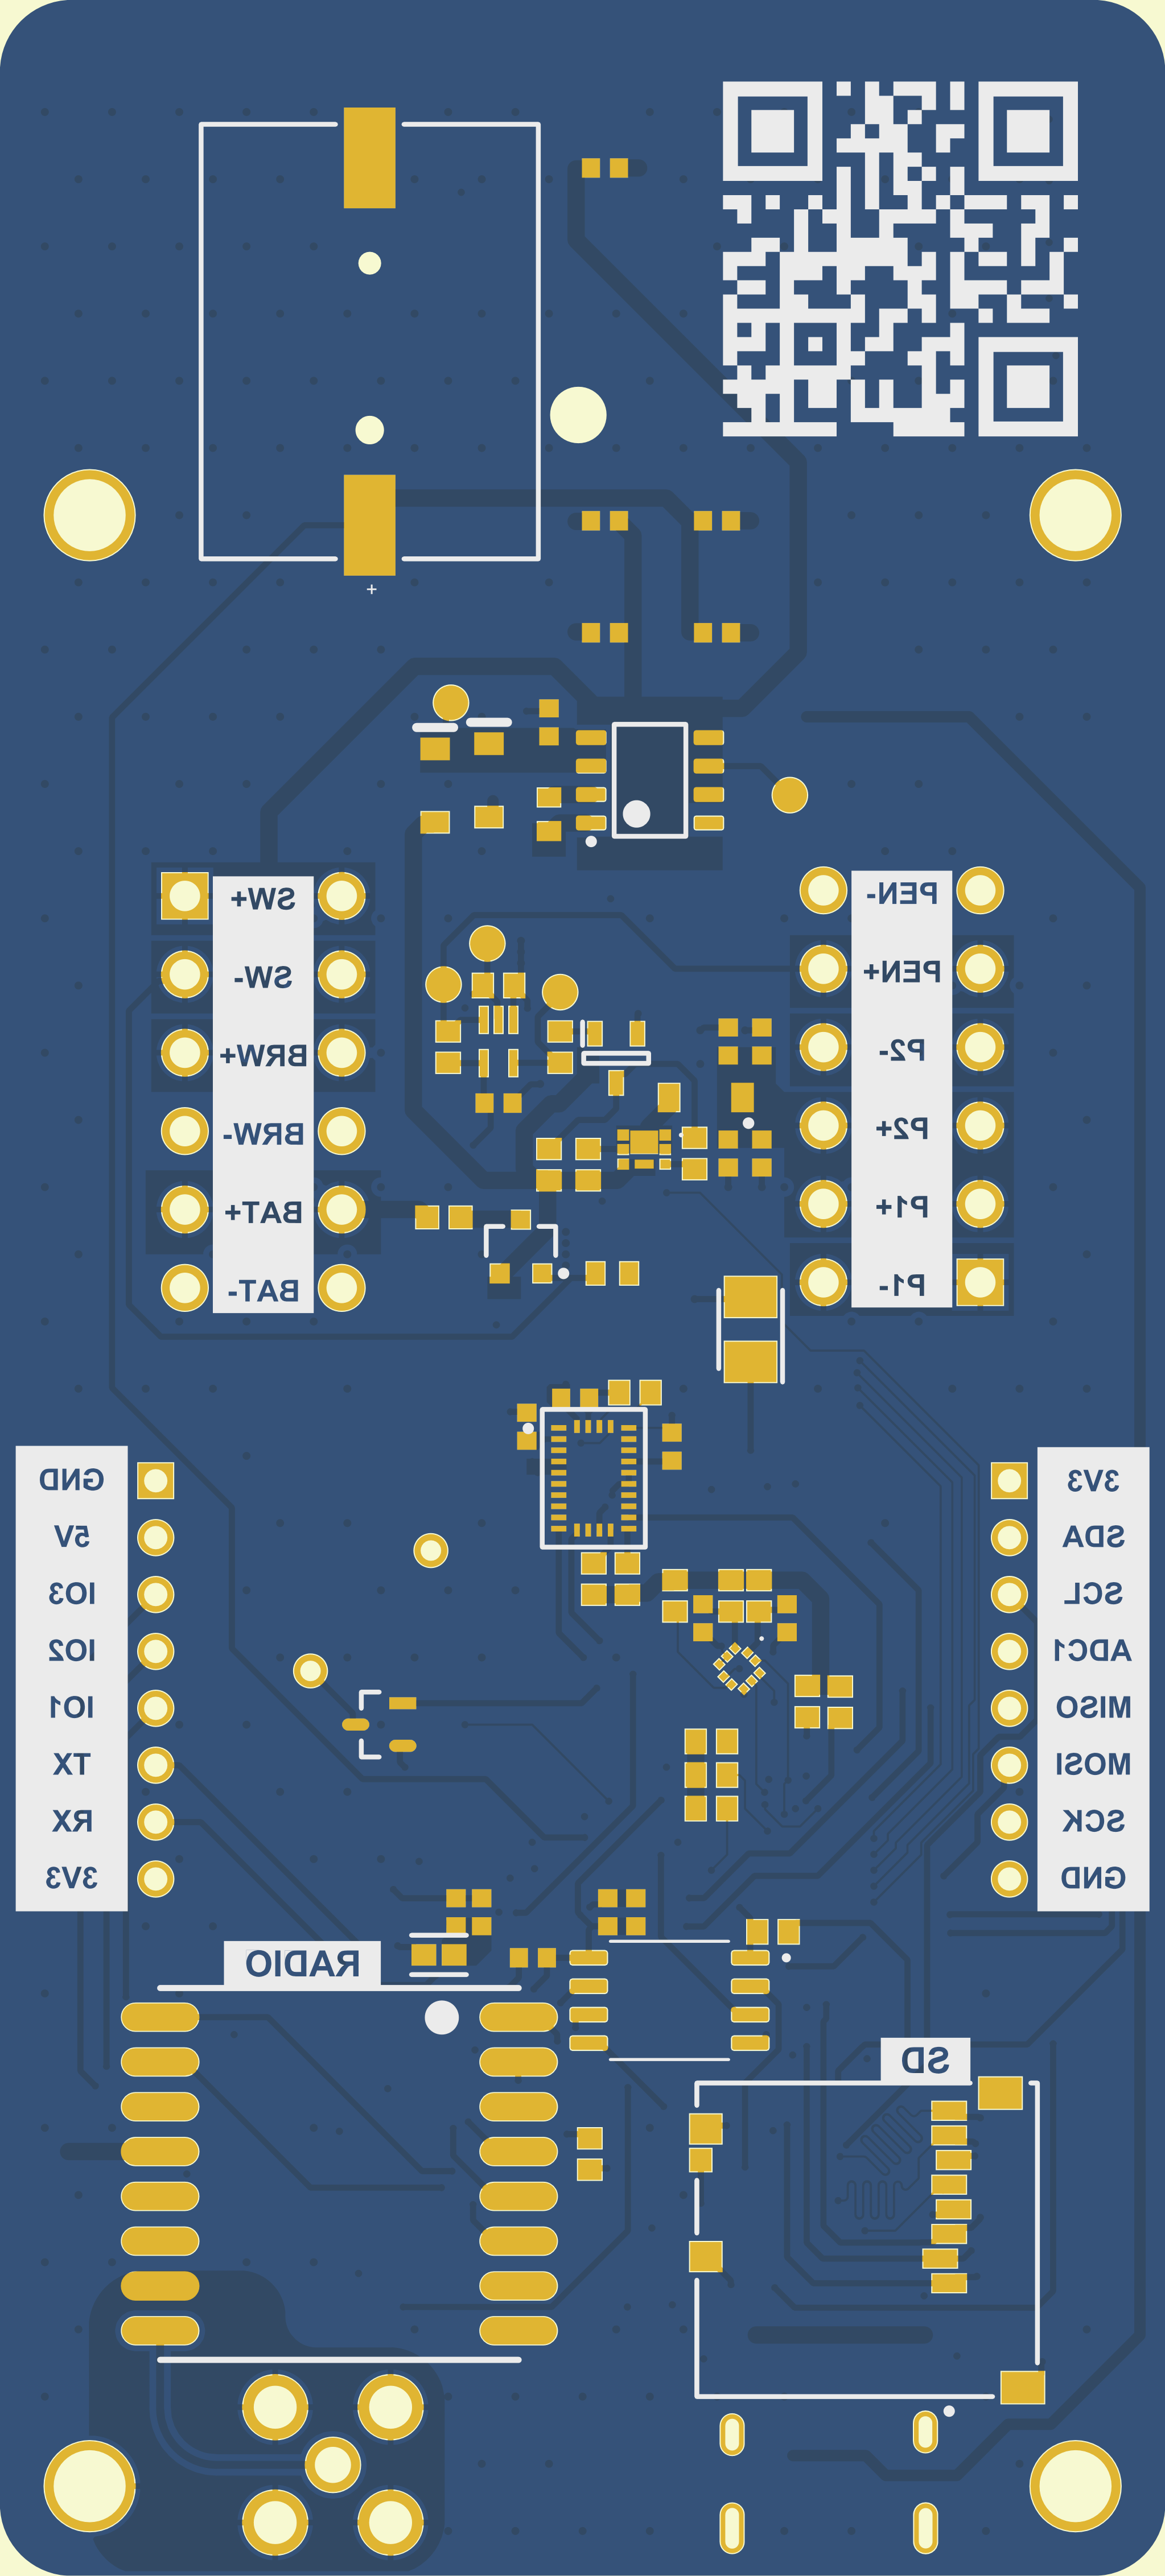 +
SW+
SW-
BRW+
BRW-
BAT+
BAT-
PEN-
PEN+
P2-
P2+
P1+
P1-
GND
5V
IO3
IO2
IO1
TX
RX
3V3
3V3
SDA
SCL
ADC1
MISO
MOSI
SCK
GND
RADIO
SD